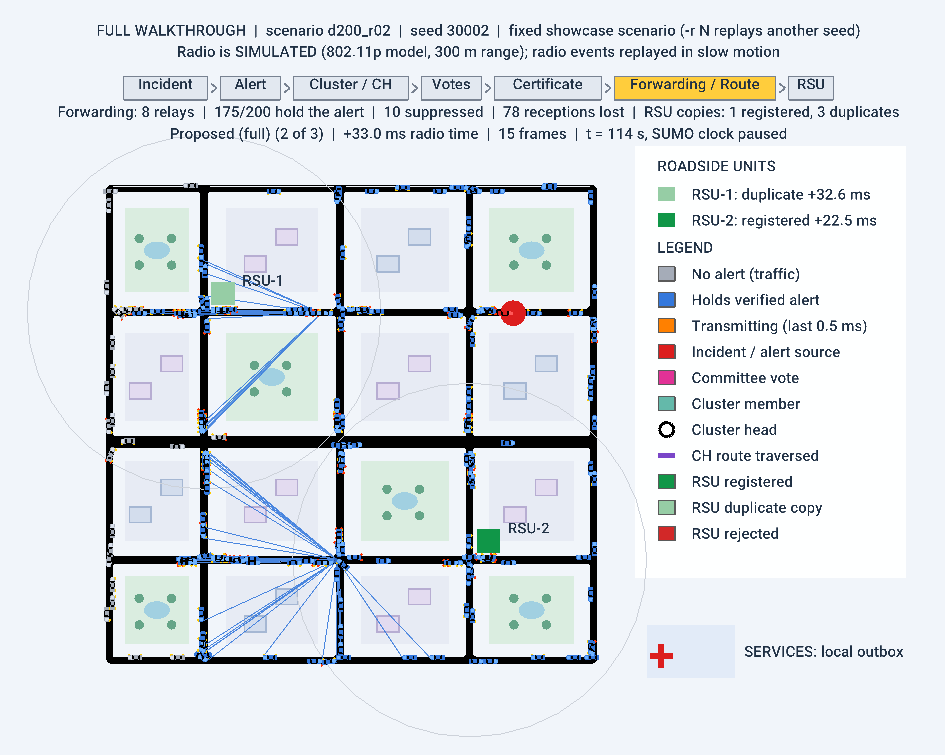 FULL WALKTHROUGH | scenario d200_r02 | seed 30002 | fixed showcase scenario (-r N replays another seed)
Radio is SIMULATED (802.11p model, 300 m range); radio events replayed in slow motion
Incident > Alert > Cluster / CH > Votes > Certificate > Forwarding / Route > RSU
Forwarding: 8 relays | 175/200 hold the alert | 10 suppressed | 78 receptions lost | RSU copies: 1 registered, 3 duplicates
Proposed (full) (2 of 3) | +33.0 ms radio time | 15 frames | t = 114 s, SUMO clock paused
RSU-1
RSU-2
ROADSIDE UNITS
RSU-1: duplicate +32.6 ms
RSU-2: registered +22.5 ms
LEGEND
No alert (traffic)
Holds verified alert
Transmitting (last 0.5 ms)
Incident / alert source
Committee vote
Cluster member
Cluster head
CH route traversed
RSU registered
RSU duplicate copy
RSU rejected
SERVICES: local outbox